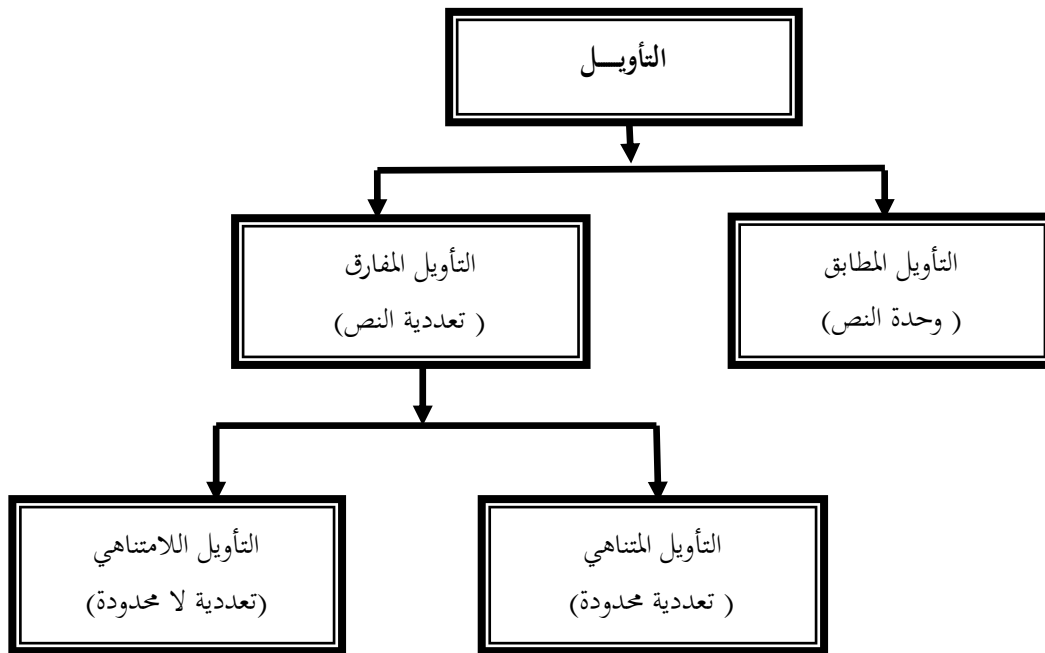 التأويـــل
التأويل المطابق
( وحدة النص)
التأويل المفارق
( تعددية النص)
التأويل المتناهي
( تعددية محدودة)
التأويل اللامتناهي
(تعددية لا محدودة)